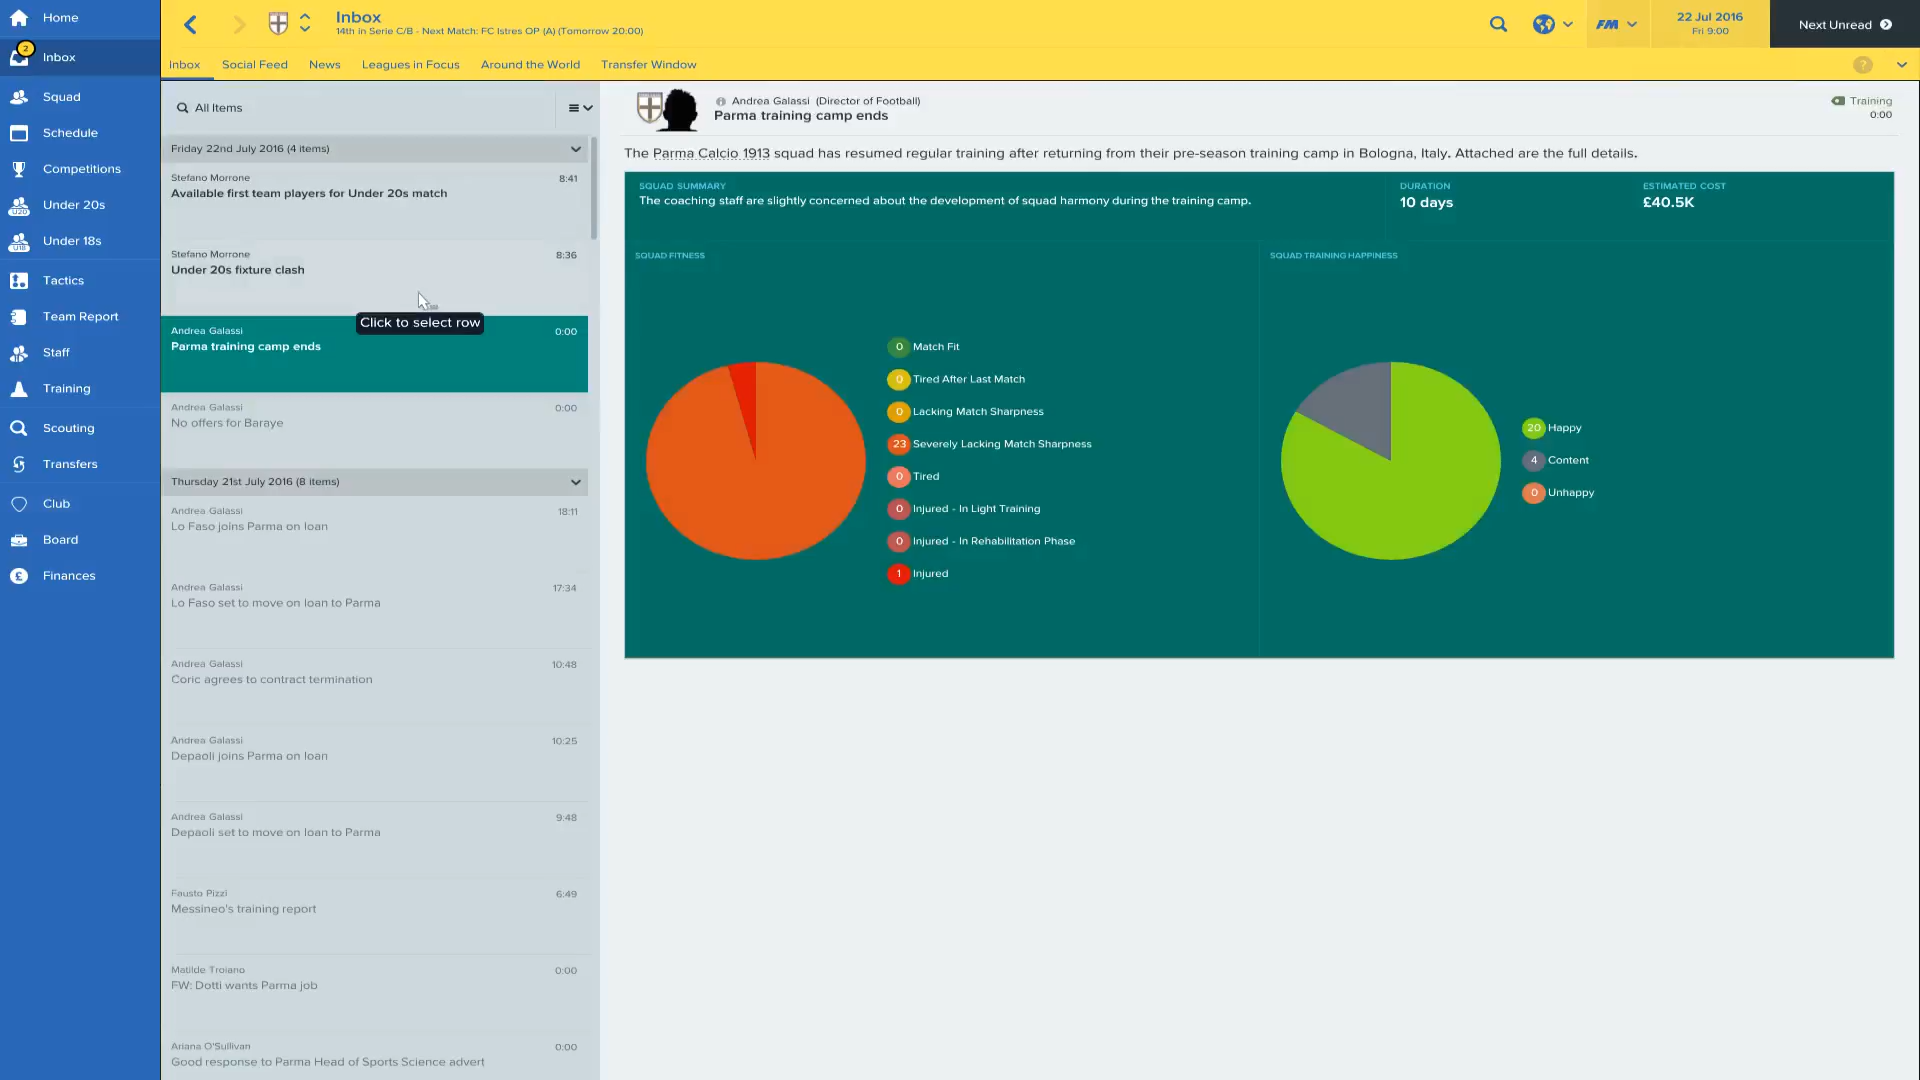 Home
2
Inbox
Squad
Schedule
Competitions
U20
Under 20s
U18
Under 18s
Tactics
Team Report
Staff
Training
Scouting
Transfers
Club
Board
£
Finances
Inbox
14th in Serie C/B - Next Match: FC Istres OP (A) (Tomorrow 20:00)
FM
22 Jul 2016
Fri 9:00
Next Unread
Inbox
Social Feed
News
Leagues in Focus
Around the World
Transfer Window
?
All Items
Friday 22nd July 2016 (4 items)
Stefano Morrone 8:41
Available first team players for Under 20s match
Stefano Morrone 8:36
Under 20s fixture clash
Click to select row
Andrea Galassi 0:00
Parma training camp ends
Andrea Galassi 0:00
No offers for Baraye
Thursday 21st July 2016 (8 items)
Andrea Galassi 18:11
Lo Faso joins Parma on loan
Andrea Galassi 17:34
Lo Faso set to move on loan to Parma
Andrea Galassi 10:48
Coric agrees to contract termination
Andrea Galassi 10:25
Depaoli joins Parma on loan
Andrea Galassi 9:48
Depaoli set to move on loan to Parma
Fausto Pizzi 6:49
Messineo's training report
Matilde Troiano 0:00
FW: Dotti wants Parma job
Ariana O'Sullivan 0:00
Good response to Parma Head of Sports Science advert
Andrea Galassi (Director of Football)
Parma training camp ends
Training
0:00
The Parma Calcio 1913 squad has resumed regular training after returning from their pre-season training camp in Bologna, Italy. Attached are the full details.
SQUAD SUMMARY
The coaching staff are slightly concerned about the development of squad harmony during the training camp.
DURATION
10 days
ESTIMATED COST
£40.5K
SQUAD FITNESS
0 Match Fit
0 Tired After Last Match
0 Lacking Match Sharpness
23 Severely Lacking Match Sharpness
0 Tired
0 Injured - In Light Training
0 Injured - In Rehabilitation Phase
1 Injured
SQUAD TRAINING HAPPINESS
20 Happy
4 Content
0 Unhappy